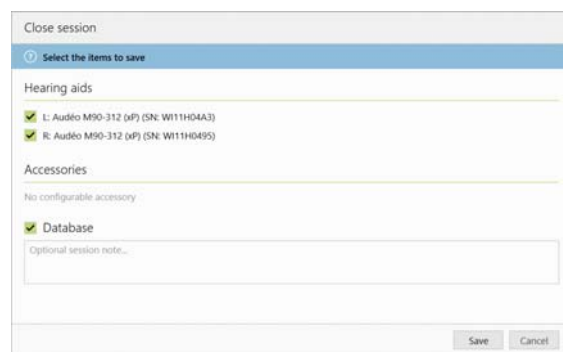 Close session
Select the items to save
Hearing aids
L: Audéo M90-312 (xP) (SN: WI11H04A3)
R: Audéo M90-312 (xP) (SN: WI11H0495)
Accessories
No configurable accessory
Database
Optional session note...
Save Cancel